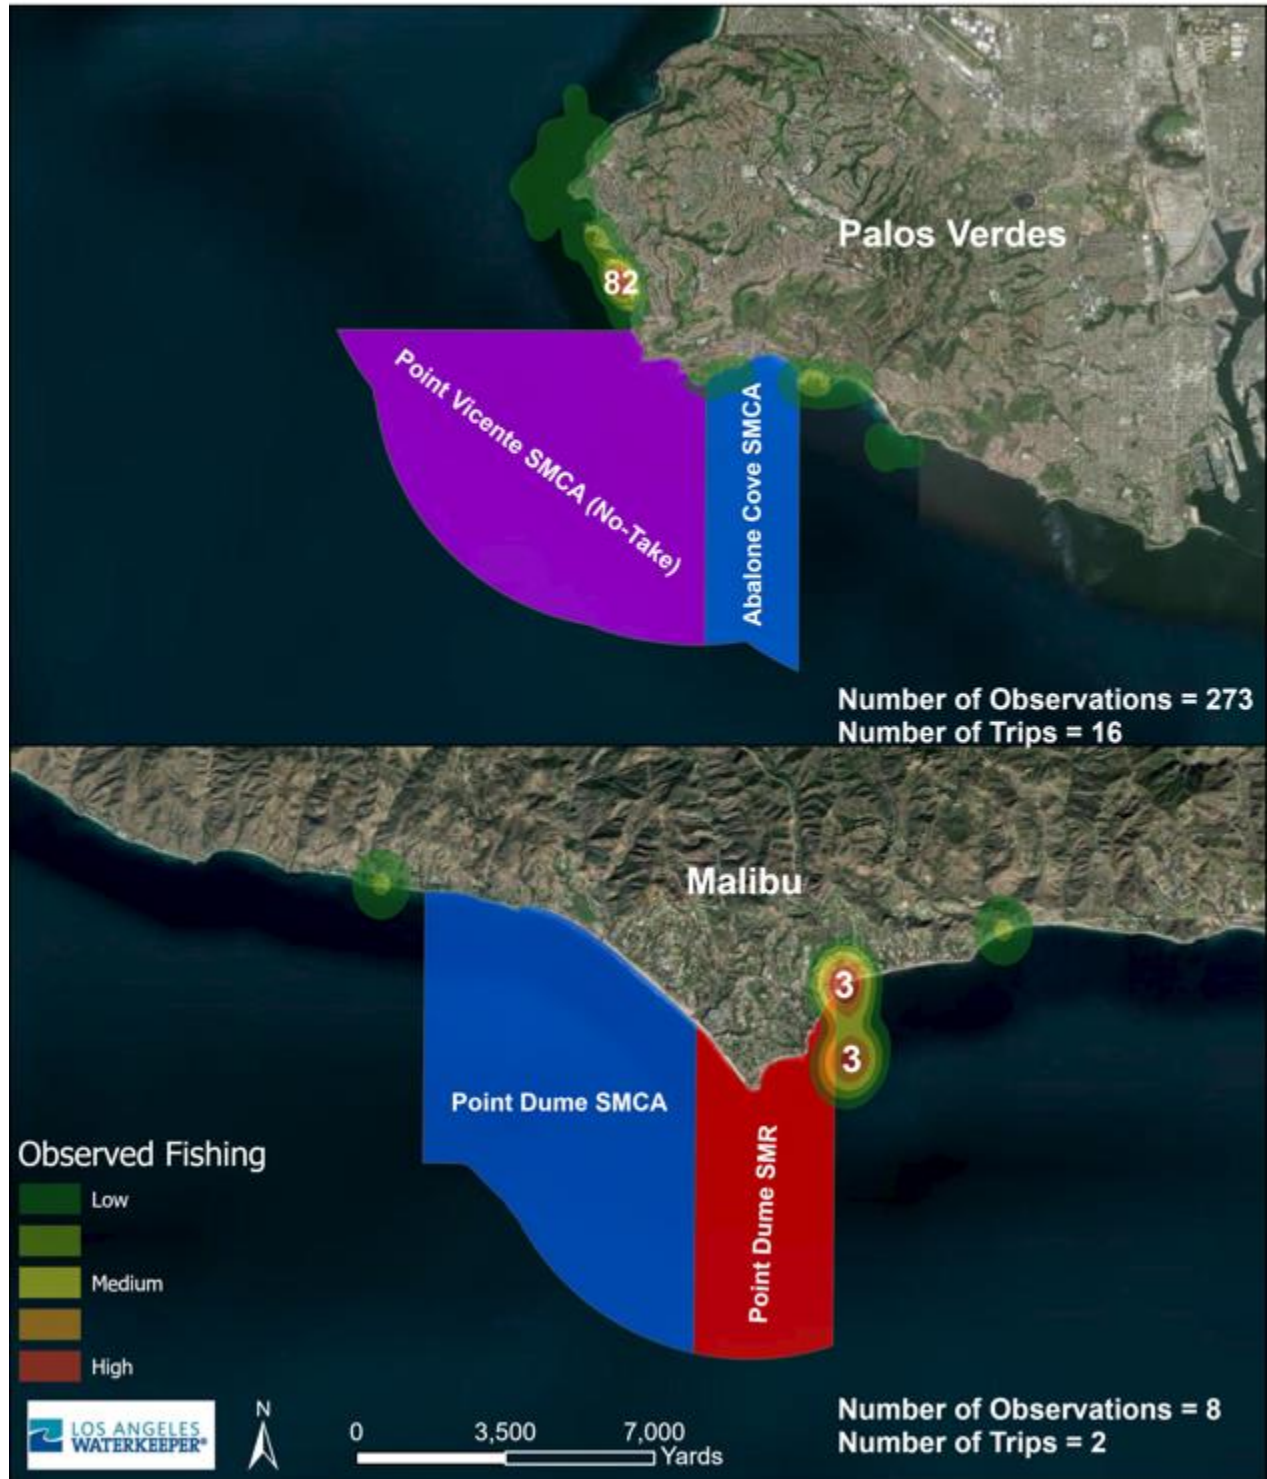 Palos Verdes
82
Point Vicente SMCA (No-Take)
Abalone Cove SMCA
Number of Observations = 273
Number of Trips = 16
Malibu
3
3
Point Dume SMCA
Point Dume SMR
Observed Fishing
Low
Medium
High
LOS ANGELES
WATERKEEPER®
N
0 3,500 7,000
Yards
Number of Observations = 8
Number of Trips = 2